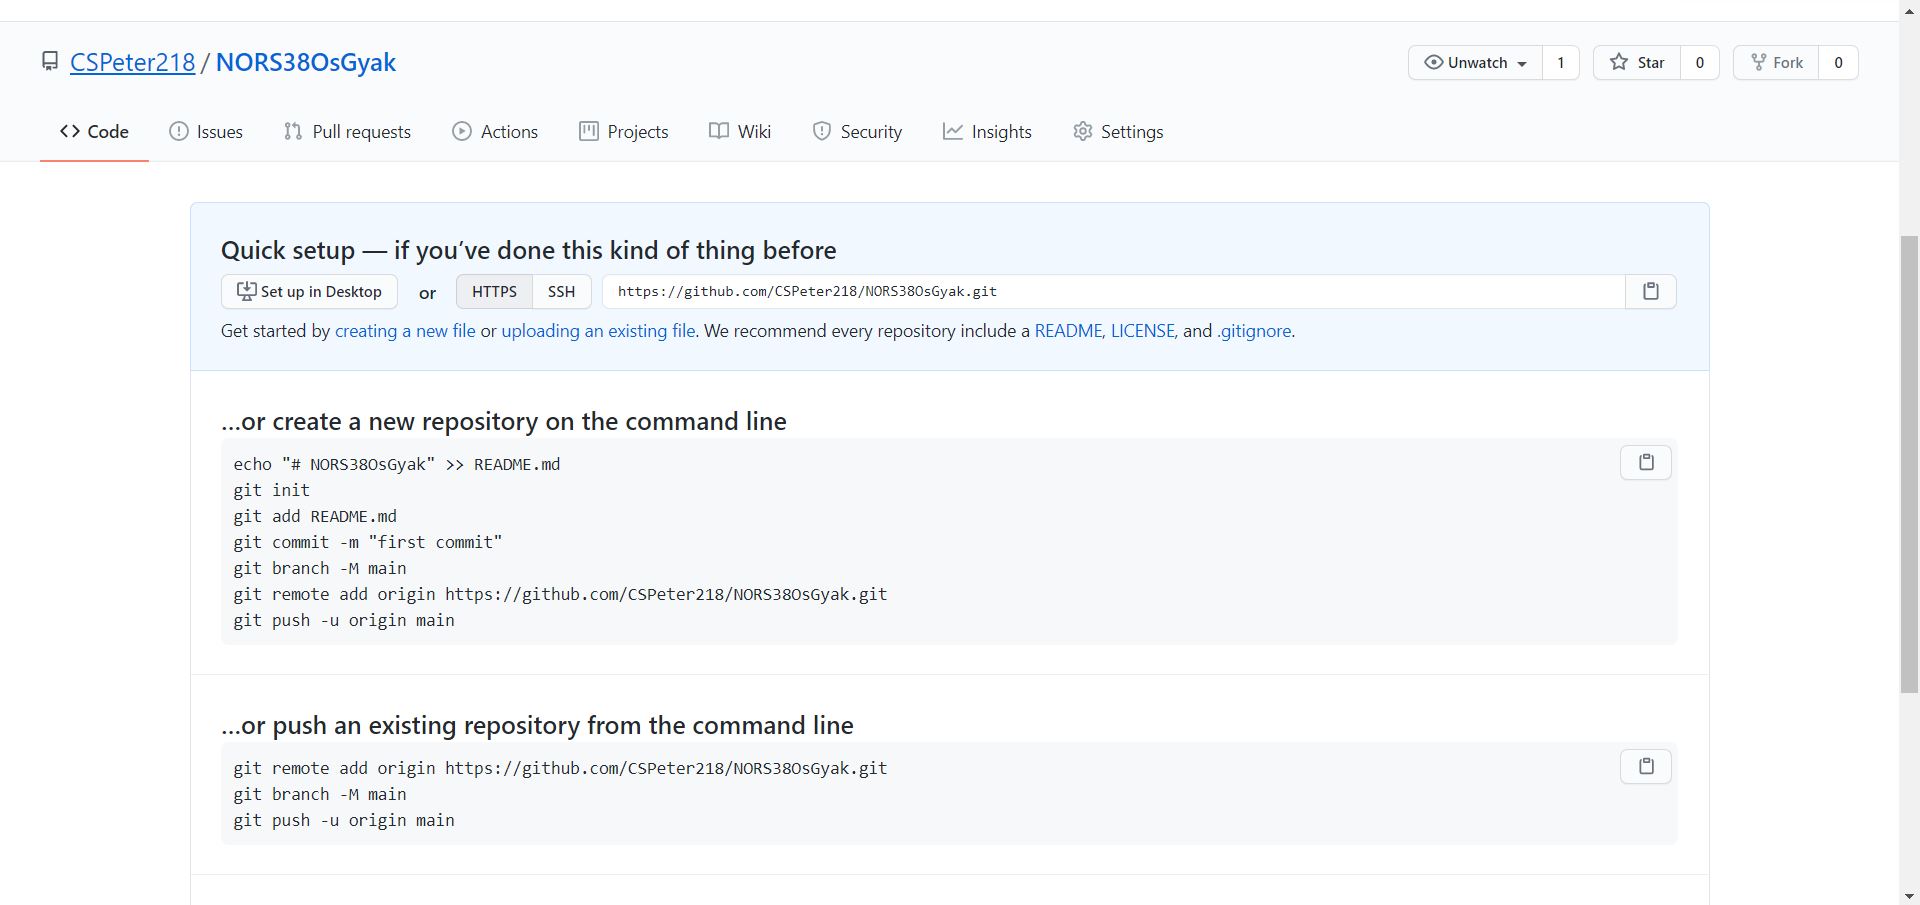 CSPeter218 / NORS38OsGyak
Unwatch 1 Star 0 Fork 0
Code Issues Pull requests Actions Projects Wiki Security Insights Settings
Quick setup — if you’ve done this kind of thing before
Set up in Desktop or HTTPS SSH https://github.com/CSPeter218/NORS38OsGyak.git
Get started by creating a new file or uploading an existing file. We recommend every repository include a README, LICENSE, and .gitignore.
…or create a new repository on the command line
echo "# NORS38OsGyak" >> README.md
git init
git add README.md
git commit -m "first commit"
git branch -M main
git remote add origin https://github.com/CSPeter218/NORS38OsGyak.git
git push -u origin main
…or push an existing repository from the command line
git remote add origin https://github.com/CSPeter218/NORS38OsGyak.git
git branch -M main
git push -u origin main